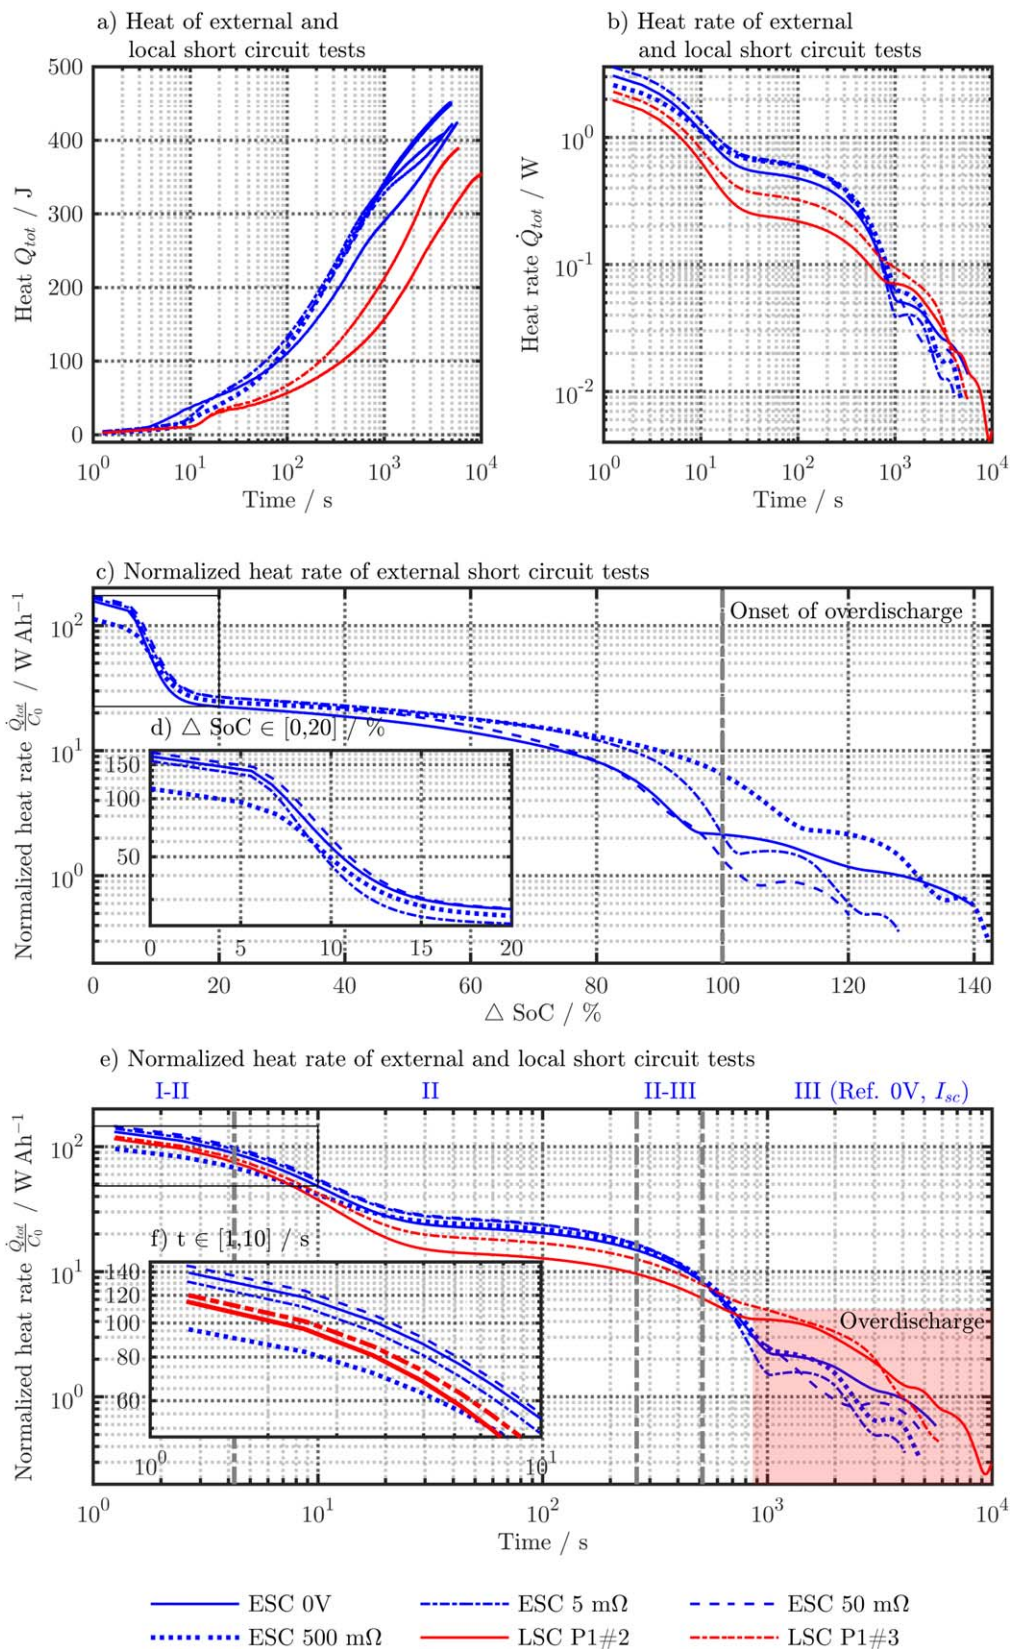 a) Heat of external and
local short circuit tests
500
400
300
200
100
0
Heat Q_tot / J
10^0 10^1 10^2 10^3 10^4
Time / s
b) Heat rate of external
and local short circuit tests
10^0
10^-1
10^-2
Heat rate Q̇_tot / W
10^0 10^1 10^2 10^3 10^4
Time / s
c) Normalized heat rate of external short circuit tests
Onset of overdischarge
10^2
10^1
10^0
Normalized heat rate Q̇_tot/C_0 / W Ah^-1
d) △ SoC ∈ [0,20] / %
150
100
50
0 5 10 15 20
0 20 40 60 80 100 120 140
△ SoC / %
e) Normalized heat rate of external and local short circuit tests
I-II II II-III III (Ref. 0V, I_sc)
10^2
10^1
10^0
Normalized heat rate Q̇_tot/C_0 / W Ah^-1
f) t ∈ [1,10] / s
140
120
100
80
60
10^0 10^1
Overdischarge
10^0 10^1 10^2 10^3 10^4
Time / s
ESC 0V ESC 5 mΩ ESC 50 mΩ
ESC 500 mΩ LSC P1#2 LSC P1#3